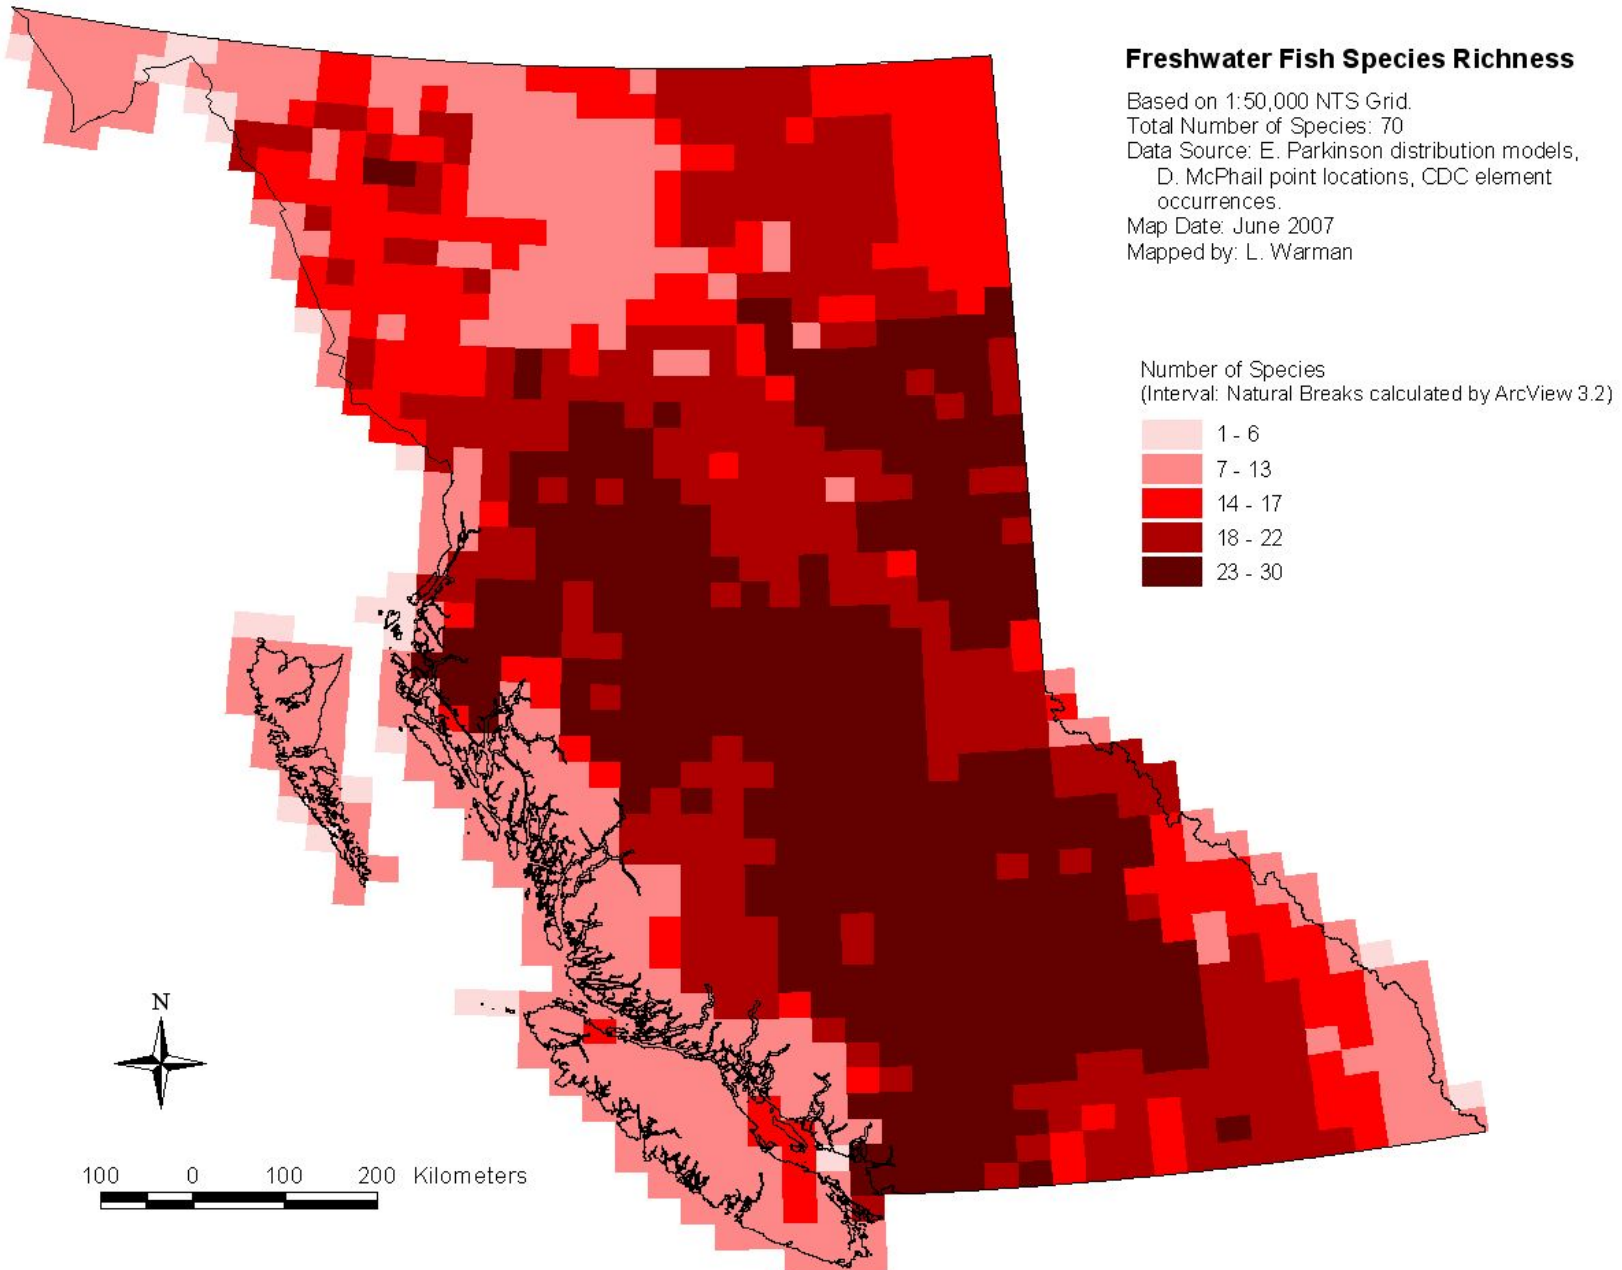 Freshwater Fish Species Richness
Based on 1:50,000 NTS Grid.
Total Number of Species: 70
Data Source: E. Parkinson distribution models,
D. McPhail point locations, CDC element
occurrences.
Map Date: June 2007
Mapped by: L. Warman
Number of Species
(Interval: Natural Breaks calculated by ArcView 3.2)
1 - 6
7 - 13
14 - 17
18 - 22
23 - 30
N
100 0 100 200 Kilometers